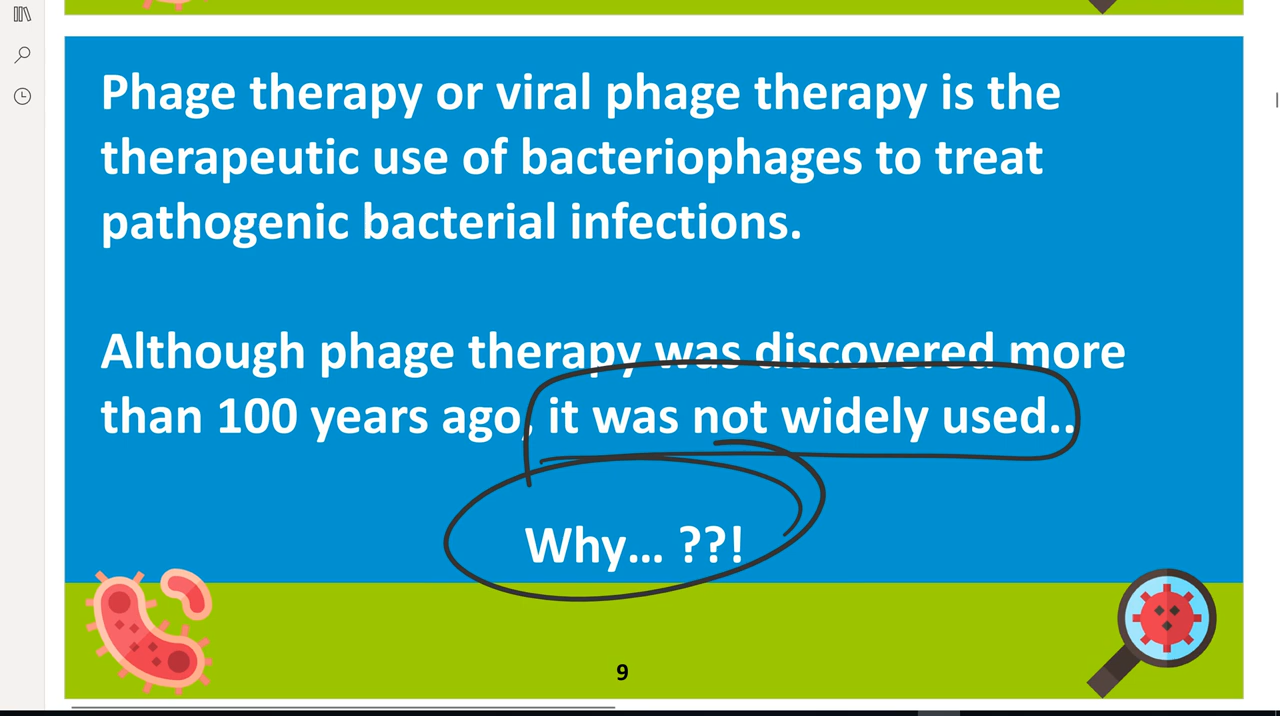 Phage therapy or viral phage therapy is the
therapeutic use of bacteriophages to treat
pathogenic bacterial infections.
Although phage therapy was discovered more
than 100 years ago, it was not widely used..
Why... ??!
9